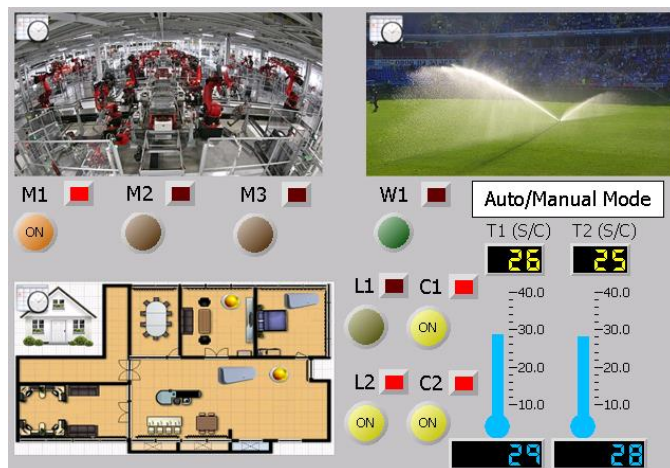 M1 M2 M3 W1
Auto/Manual Mode
ON
T1 (S/C) T2 (S/C)
26 25
L1 C1
ON
40.0 40.0
30.0 30.0
20.0 20.0
10.0 10.0
L2 C2
ON ON
29 28